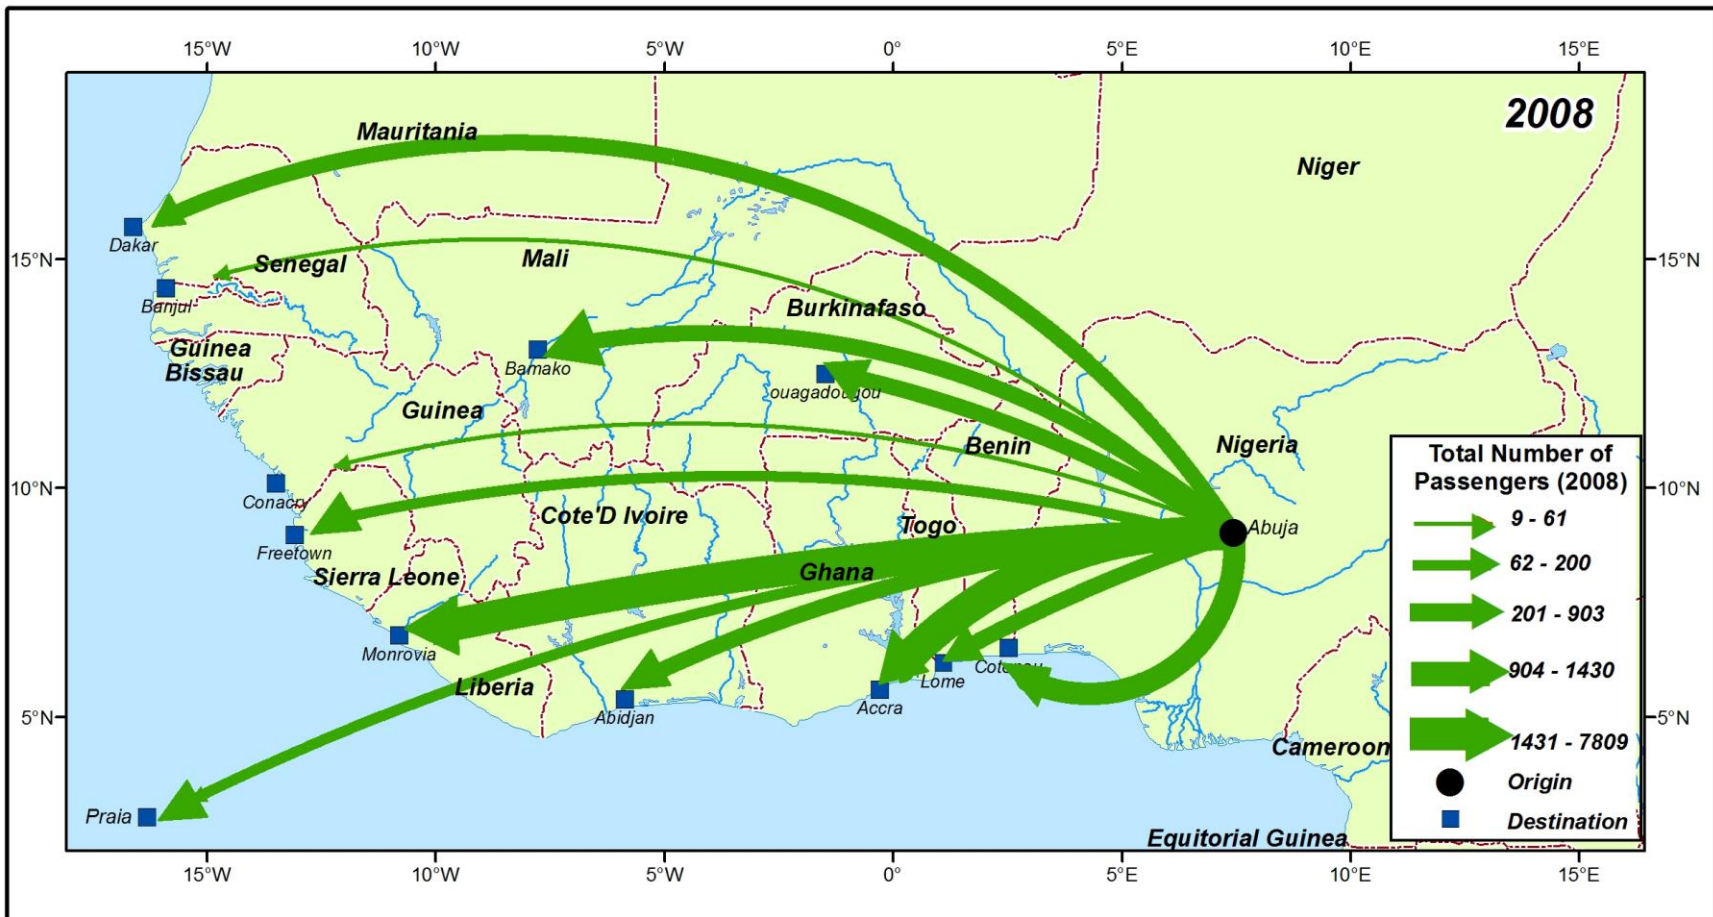 15°W 10°W 5°W 0° 5°E 10°E 15°E
2008
Mauritania
Niger
Dakar
15°N
Senegal
Mali
15°N
Banjul
Burkinafaso
Guinea
Bissau
Bamako
ouagadougou
Guinea
Benin
Nigeria
10°N
Conacry
Cote'D Ivoire
Togo
Abuja
Freetown
Sierra Leone
Ghana
Monrovia
Liberia
Lome
Cotonou
Abidjan
Accra
5°N
Cameroon
Praia
Equitorial Guinea
Total Number of
Passengers (2008)
9 - 61
62 - 200
201 - 903
904 - 1430
1431 - 7809
Origin
Destination
10°N
5°N
15°W 10°W 5°W 0° 5°E 10°E 15°E